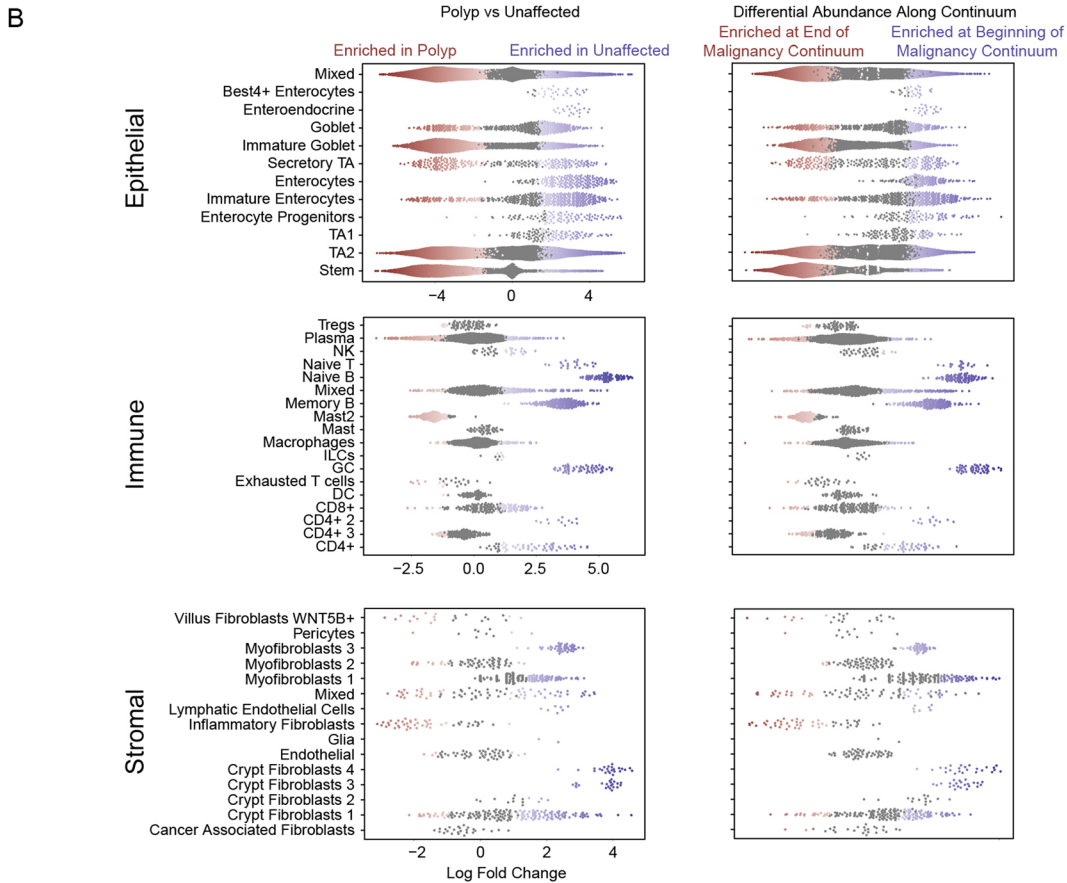 B
Polyp vs Unaffected
Differential Abundance Along Continuum
Enriched in Polyp
Enriched in Unaffected
Enriched at End of
Malignancy Continuum
Enriched at Beginning of
Malignancy Continuum
Epithelial
Mixed
Best4+ Enterocytes
Enteroendocrine
Goblet
Immature Goblet
Secretory TA
Enterocytes
Immature Enterocytes
Enterocyte Progenitors
TA1
TA2
Stem
−4 0 4
Immune
Tregs
Plasma
NK
Naive T
Naive B
Mixed
Memory B
Mast2
Mast
Macrophages
ILCs
GC
Exhausted T cells
DC
CD8+
CD4+ 2
CD4+ 3
CD4+
−2.5 0.0 2.5 5.0
Stromal
Villus Fibroblasts WNT5B+
Pericytes
Myofibroblasts 3
Myofibroblasts 2
Myofibroblasts 1
Mixed
Lymphatic Endothelial Cells
Inflammatory Fibroblasts
Glia
Endothelial
Crypt Fibroblasts 4
Crypt Fibroblasts 3
Crypt Fibroblasts 2
Crypt Fibroblasts 1
Cancer Associated Fibroblasts
−2 0 2 4
Log Fold Change